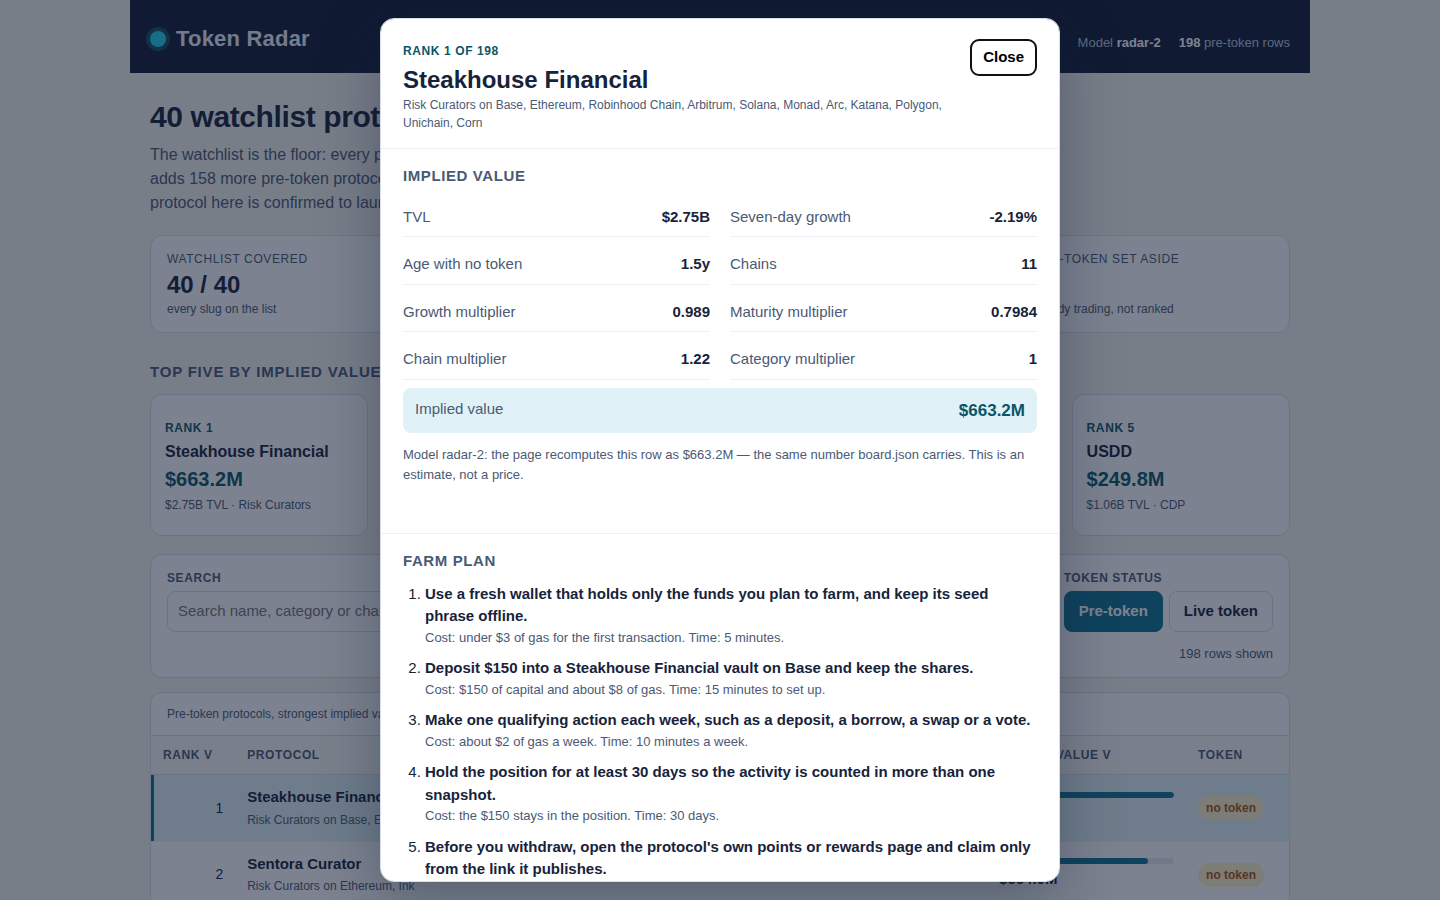 Token Radar
Model radar-2 198 pre-token rows
40 watchlist prot
The watchlist is the floor: every p
adds 158 more pre-token protoc
protocol here is confirmed to lau
WATCHLIST COVERED
40 / 40
every slug on the list
-TOKEN SET ASIDE
dy trading, not ranked
TOP FIVE BY IMPLIED VALUE
RANK 1
Steakhouse Financial
$663.2M
$2.75B TVL · Risk Curators
RANK 5
USDD
$249.8M
$1.06B TVL · CDP
SEARCH
Search name, category or cha
TOKEN STATUS
Pre-token
Live token
198 rows shown
Pre-token protocols, strongest implied va
RANK V PROTOCOL VALUE V TOKEN
1 Steakhouse Financ no token
Risk Curators on Base, E
2 Sentora Curator no token
Risk Curators on Ethereum, Ink
RANK 1 OF 198
Close
Steakhouse Financial
Risk Curators on Base, Ethereum, Robinhood Chain, Arbitrum, Solana, Monad, Arc, Katana, Polygon,
Unichain, Corn
IMPLIED VALUE
TVL $2.75B Seven-day growth -2.19%
Age with no token 1.5y Chains 11
Growth multiplier 0.989 Maturity multiplier 0.7984
Chain multiplier 1.22 Category multiplier 1
Implied value $663.2M
Model radar-2: the page recomputes this row as $663.2M — the same number board.json carries. This is an
estimate, not a price.
FARM PLAN
1. Use a fresh wallet that holds only the funds you plan to farm, and keep its seed
phrase offline.
Cost: under $3 of gas for the first transaction. Time: 5 minutes.
2. Deposit $150 into a Steakhouse Financial vault on Base and keep the shares.
Cost: $150 of capital and about $8 of gas. Time: 15 minutes to set up.
3. Make one qualifying action each week, such as a deposit, a borrow, a swap or a vote.
Cost: about $2 of gas a week. Time: 10 minutes a week.
4. Hold the position for at least 30 days so the activity is counted in more than one
snapshot.
Cost: the $150 stays in the position. Time: 30 days.
5. Before you withdraw, open the protocol's own points or rewards page and claim only
from the link it publishes.